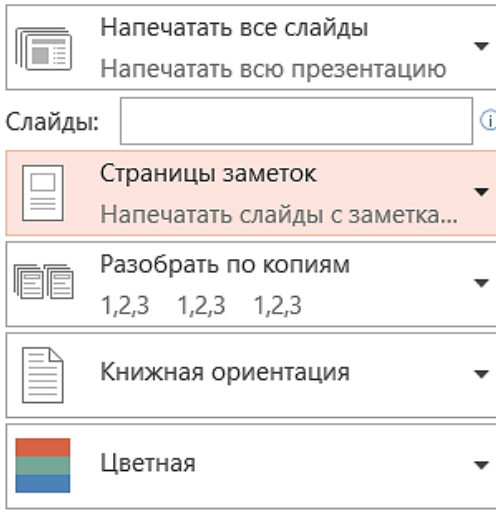 Напечатать все слайды
Напечатать всю презентацию
Слайды:
Страницы заметок
Напечатать слайды с заметка...
Разобрать по копиям
1,2,3 1,2,3 1,2,3
Книжная ориентация
Цветная